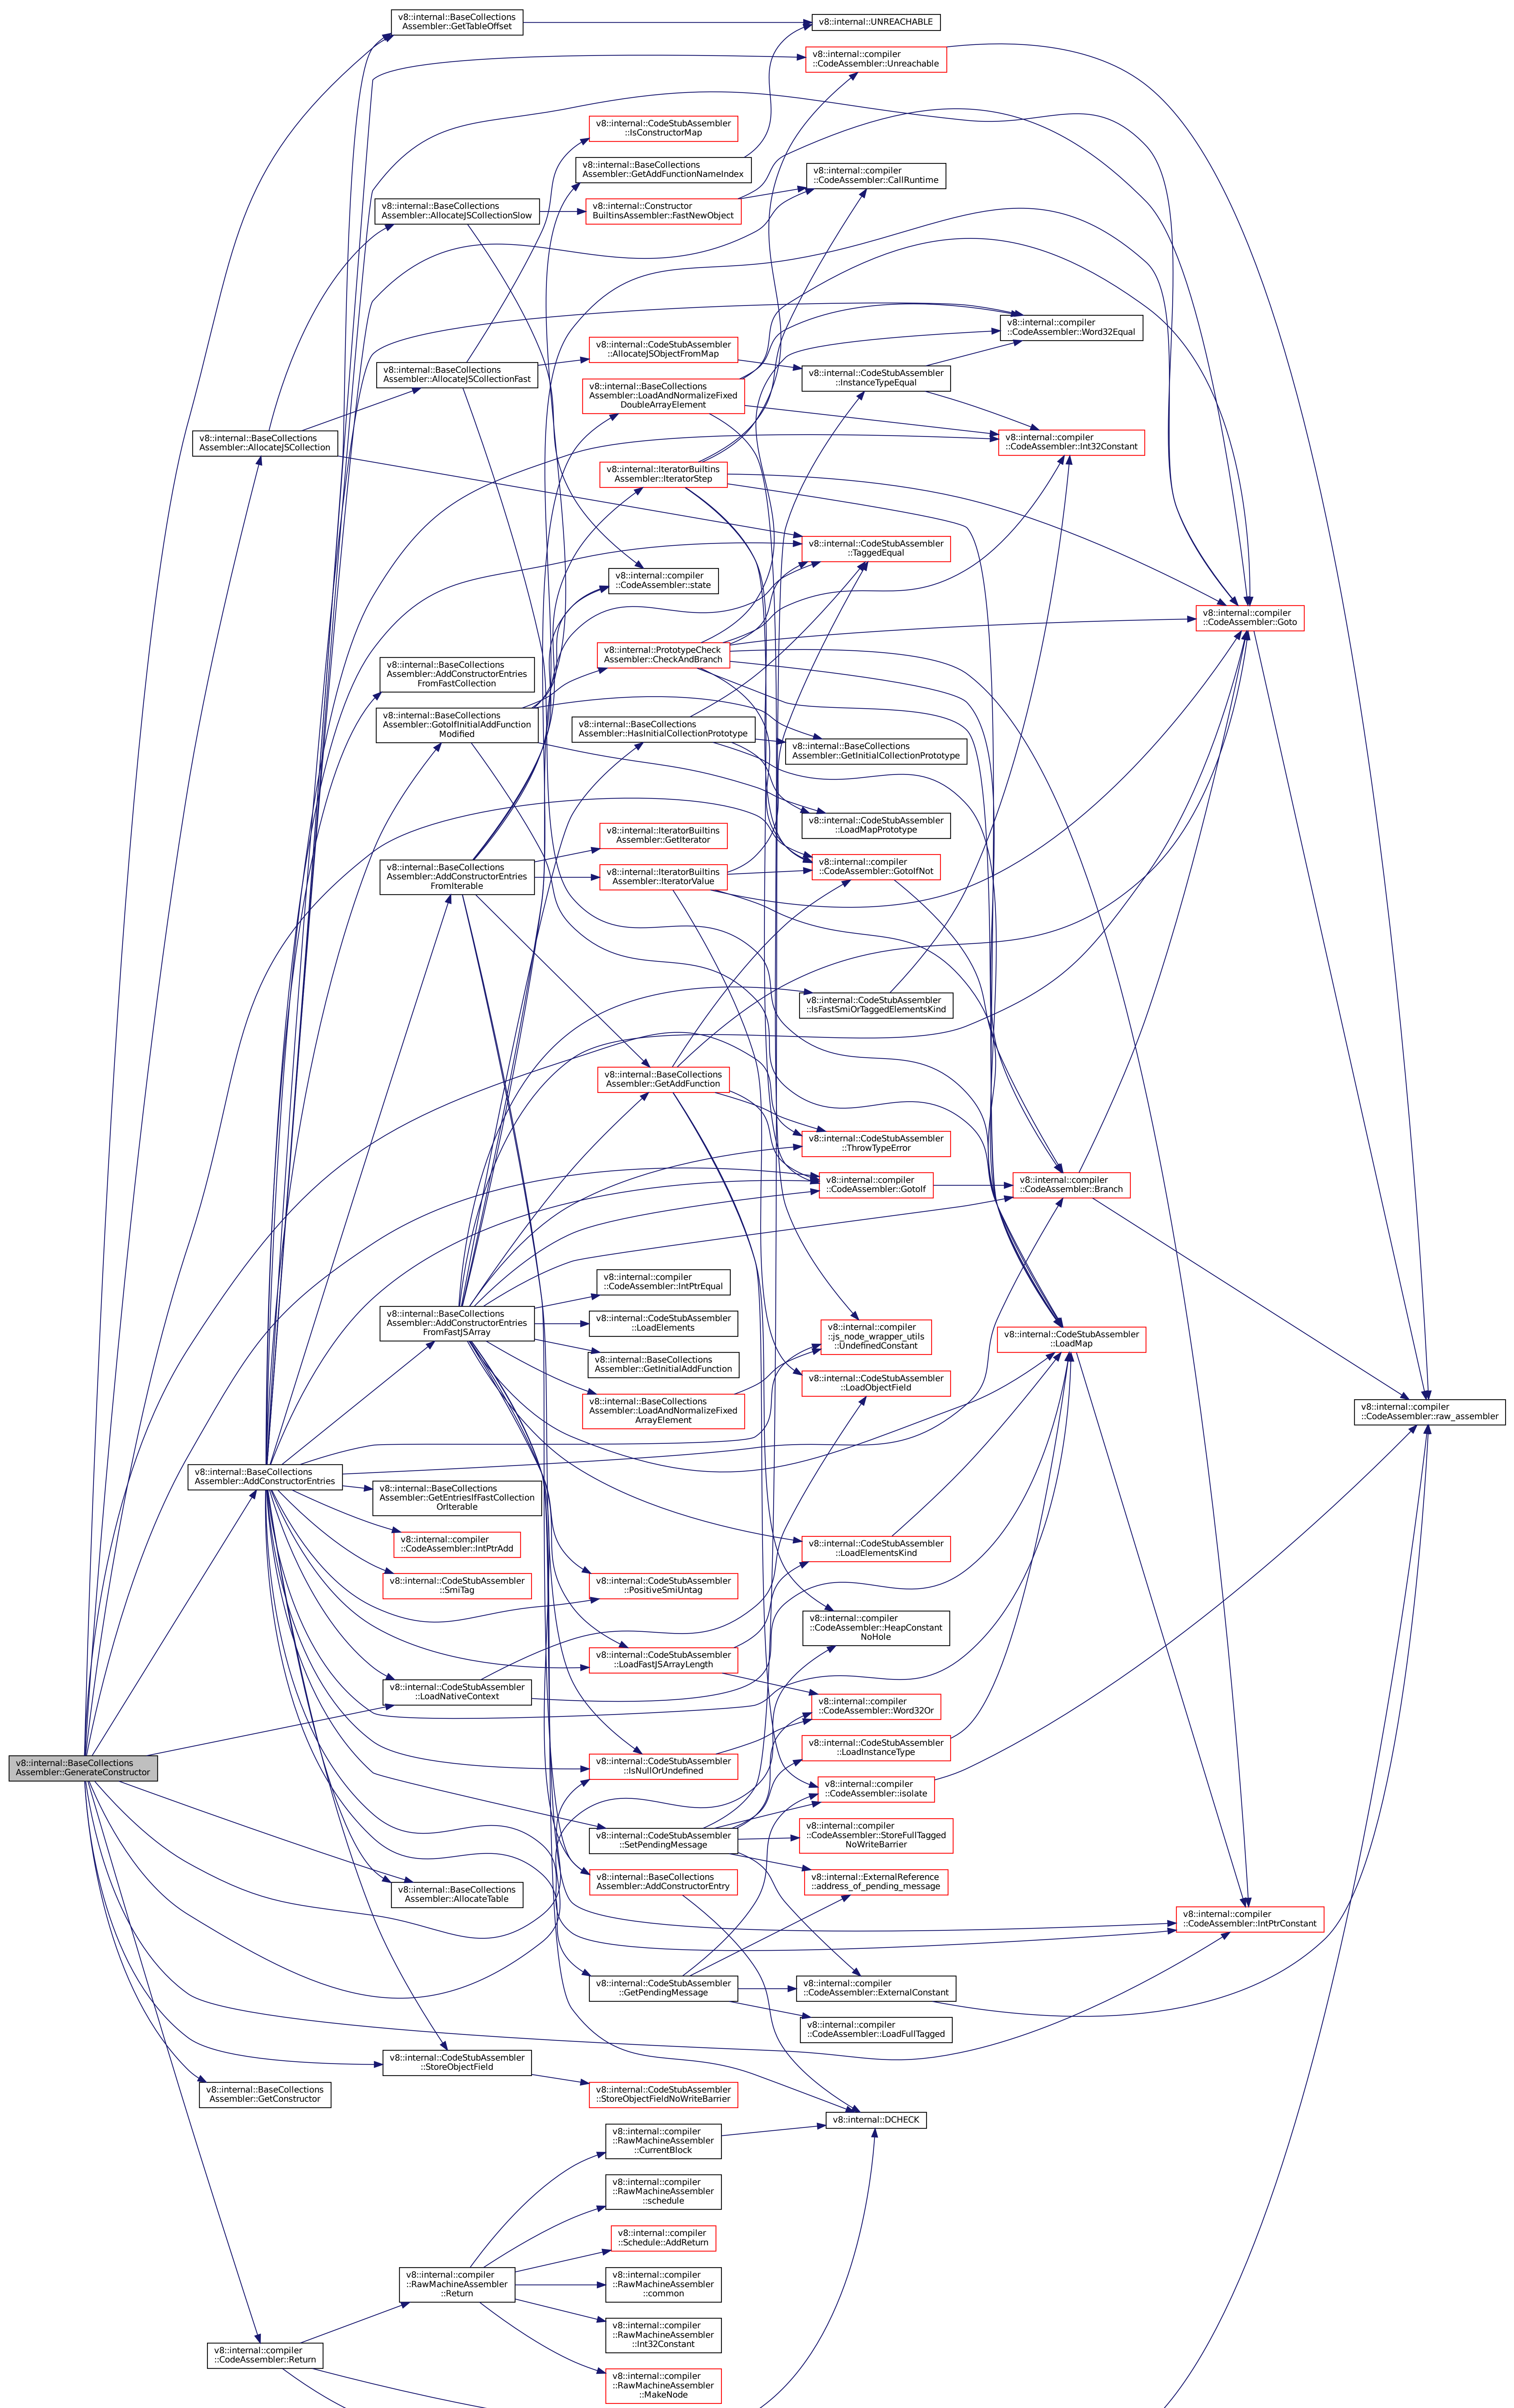 v8::internal::BaseCollections
Assembler::GetTableOffset
v8::internal::UNREACHABLE
v8::internal::compiler
::CodeAssembler::Unreachable
v8::internal::CodeStubAssembler
::IsConstructorMap
v8::internal::BaseCollections
Assembler::GetAddFunctionNameIndex
v8::internal::compiler
::CodeAssembler::CallRuntime
v8::internal::BaseCollections
Assembler::AllocateJSCollectionSlow
v8::internal::Constructor
BuiltinsAssembler::FastNewObject
v8::internal::compiler
::CodeAssembler::Word32Equal
v8::internal::CodeStubAssembler
::AllocateJSObjectFromMap
v8::internal::BaseCollections
Assembler::AllocateJSCollectionFast
v8::internal::CodeStubAssembler
::InstanceTypeEqual
v8::internal::BaseCollections
Assembler::LoadAndNormalizeFixed
DoubleArrayElement
v8::internal::BaseCollections
Assembler::AllocateJSCollection
v8::internal::compiler
::CodeAssembler::Int32Constant
v8::internal::IteratorBuiltins
Assembler::IteratorStep
v8::internal::CodeStubAssembler
::TaggedEqual
v8::internal::compiler
::CodeAssembler::state
v8::internal::compiler
::CodeAssembler::Goto
v8::internal::PrototypeCheck
Assembler::CheckAndBranch
v8::internal::BaseCollections
Assembler::AddConstructorEntries
FromFastCollection
v8::internal::BaseCollections
Assembler::GotoIfInitialAddFunction
Modified
v8::internal::BaseCollections
Assembler::HasInitialCollectionPrototype
v8::internal::BaseCollections
Assembler::GetInitialCollectionPrototype
v8::internal::CodeStubAssembler
::LoadMapPrototype
v8::internal::IteratorBuiltins
Assembler::GetIterator
v8::internal::compiler
::CodeAssembler::GotoIfNot
v8::internal::BaseCollections
Assembler::AddConstructorEntries
FromIterable
v8::internal::IteratorBuiltins
Assembler::IteratorValue
v8::internal::CodeStubAssembler
::IsFastSmiOrTaggedElementsKind
v8::internal::BaseCollections
Assembler::GetAddFunction
v8::internal::CodeStubAssembler
::ThrowTypeError
v8::internal::compiler
::CodeAssembler::GotoIf
v8::internal::compiler
::CodeAssembler::Branch
v8::internal::compiler
::CodeAssembler::IntPtrEqual
v8::internal::BaseCollections
Assembler::AddConstructorEntries
FromFastJSArray
v8::internal::CodeStubAssembler
::LoadElements
v8::internal::compiler
::js_node_wrapper_utils
::UndefinedConstant
v8::internal::CodeStubAssembler
::LoadMap
v8::internal::BaseCollections
Assembler::GetInitialAddFunction
v8::internal::CodeStubAssembler
::LoadObjectField
v8::internal::BaseCollections
Assembler::LoadAndNormalizeFixed
ArrayElement
v8::internal::compiler
::CodeAssembler::raw_assembler
v8::internal::BaseCollections
Assembler::AddConstructorEntries
v8::internal::BaseCollections
Assembler::GetEntriesIfFastCollection
OrIterable
v8::internal::compiler
::CodeAssembler::IntPtrAdd
v8::internal::CodeStubAssembler
::LoadElementsKind
v8::internal::CodeStubAssembler
::SmiTag
v8::internal::CodeStubAssembler
::PositiveSmiUntag
v8::internal::compiler
::CodeAssembler::HeapConstant
NoHole
v8::internal::CodeStubAssembler
::LoadFastJSArrayLength
v8::internal::CodeStubAssembler
::LoadNativeContext
v8::internal::compiler
::CodeAssembler::Word32Or
v8::internal::CodeStubAssembler
::LoadInstanceType
v8::internal::BaseCollections
Assembler::GenerateConstructor
v8::internal::CodeStubAssembler
::IsNullOrUndefined
v8::internal::compiler
::CodeAssembler::isolate
v8::internal::CodeStubAssembler
::SetPendingMessage
v8::internal::compiler
::CodeAssembler::StoreFullTagged
NoWriteBarrier
v8::internal::BaseCollections
Assembler::AddConstructorEntry
v8::internal::ExternalReference
::address_of_pending_message
v8::internal::BaseCollections
Assembler::AllocateTable
v8::internal::compiler
::CodeAssembler::IntPtrConstant
v8::internal::CodeStubAssembler
::GetPendingMessage
v8::internal::compiler
::CodeAssembler::ExternalConstant
v8::internal::compiler
::CodeAssembler::LoadFullTagged
v8::internal::CodeStubAssembler
::StoreObjectField
v8::internal::BaseCollections
Assembler::GetConstructor
v8::internal::CodeStubAssembler
::StoreObjectFieldNoWriteBarrier
v8::internal::DCHECK
v8::internal::compiler
::RawMachineAssembler
::CurrentBlock
v8::internal::compiler
::RawMachineAssembler
::schedule
v8::internal::compiler
::Schedule::AddReturn
v8::internal::compiler
::RawMachineAssembler
::Return
v8::internal::compiler
::RawMachineAssembler
::common
v8::internal::compiler
::RawMachineAssembler
::Int32Constant
v8::internal::compiler
::CodeAssembler::Return
v8::internal::compiler
::RawMachineAssembler
::MakeNode